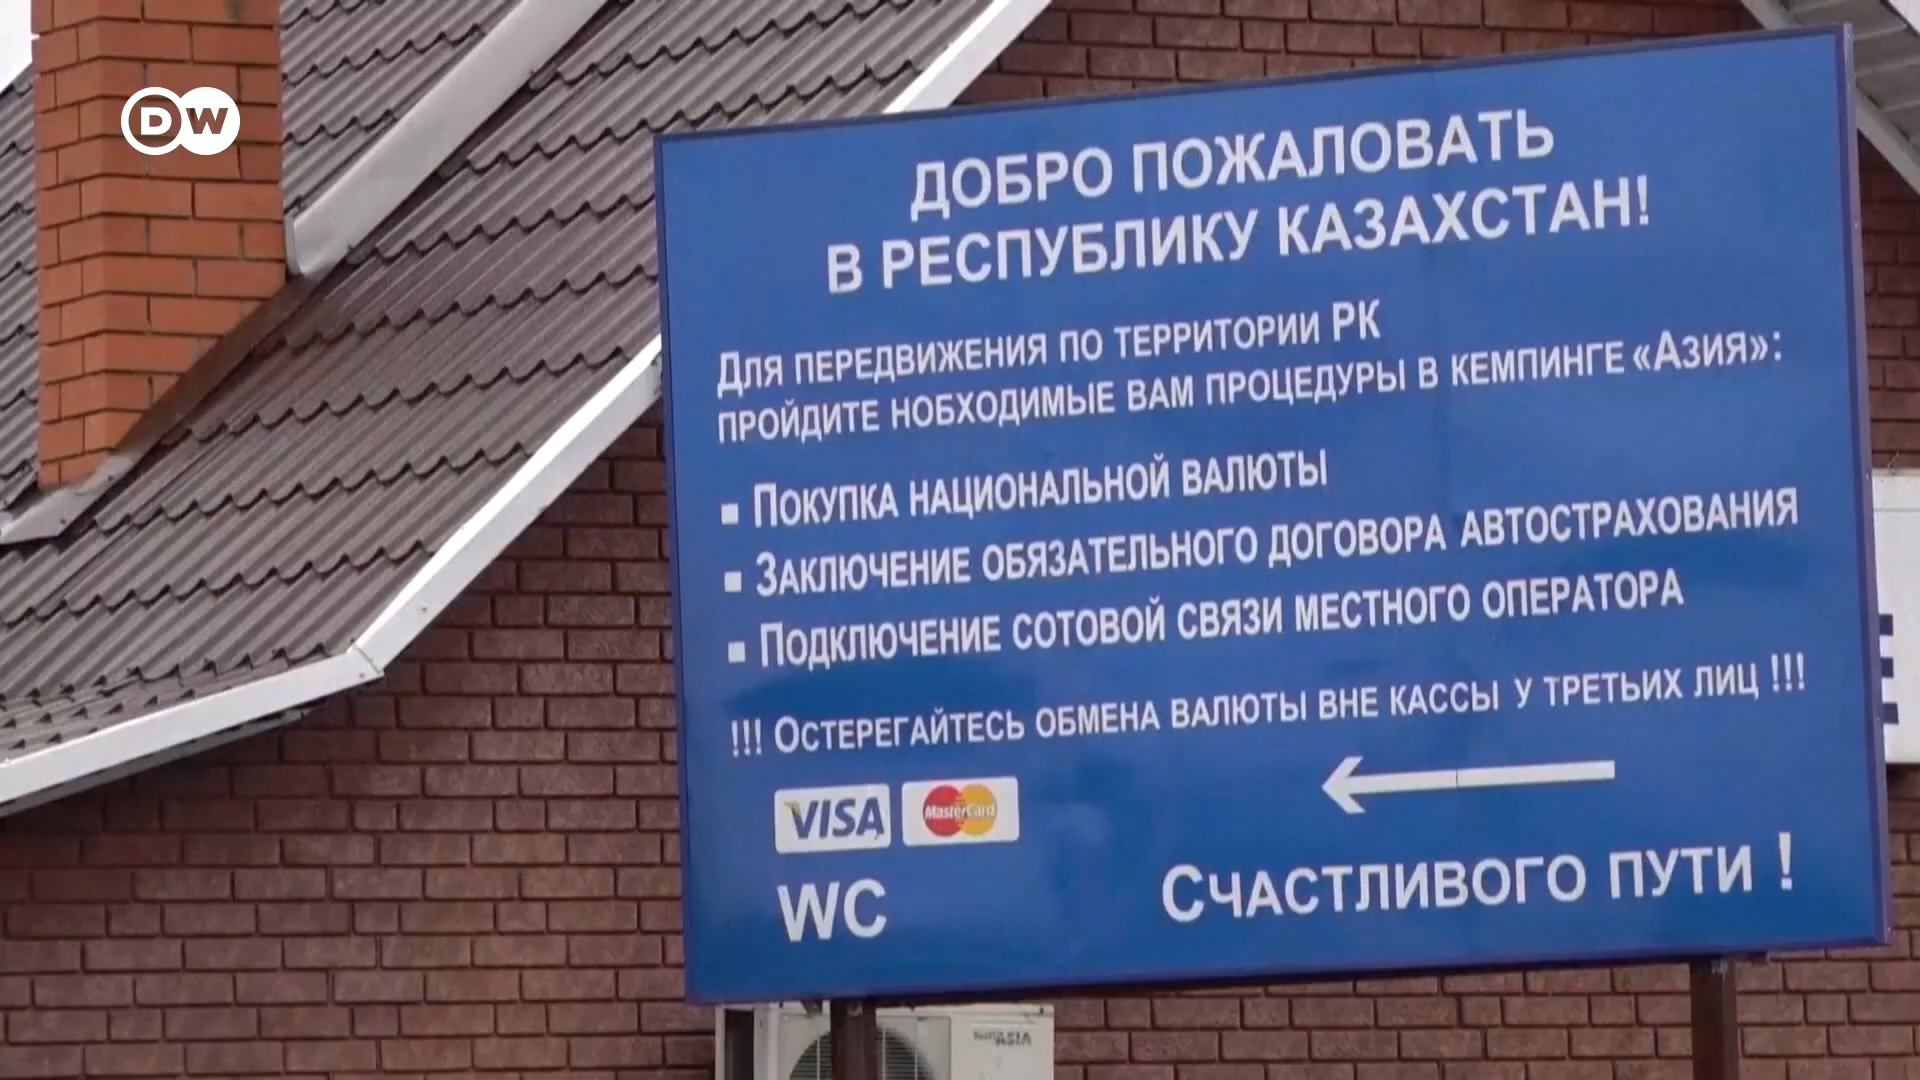 DW
ДОБРО ПОЖАЛОВАТЬ
В РЕСПУБЛИКУ КАЗАХСТАН!
Для ПЕРЕДВИЖЕНИЯ ПО ТЕРРИТОРИИ РК
ПРОЙДИТЕ НОБХОДИМЫЕ ВАМ ПРОЦЕДУРЫ В КЕМПИНГЕ «АЗИЯ»:
▪ ПОКУПКА НАЦИОНАЛЬНОЙ ВАЛЮТЫ
▪ ЗАКЛЮЧЕНИЕ ОБЯЗАТЕЛЬНОГО ДОГОВОРА АВТОСТРАХОВАНИЯ
▪ ПОДКЛЮЧЕНИЕ СОТОВОЙ СВЯЗИ МЕСТНОГО ОПЕРАТОРА
!!! ОСТЕРЕГАЙТЕСЬ ОБМЕНА ВАЛЮТЫ ВНЕ КАССЫ У ТРЕТЬИХ ЛИЦ !!!
VISA MasterCard
WC
СЧАСТЛИВОГО ПУТИ !